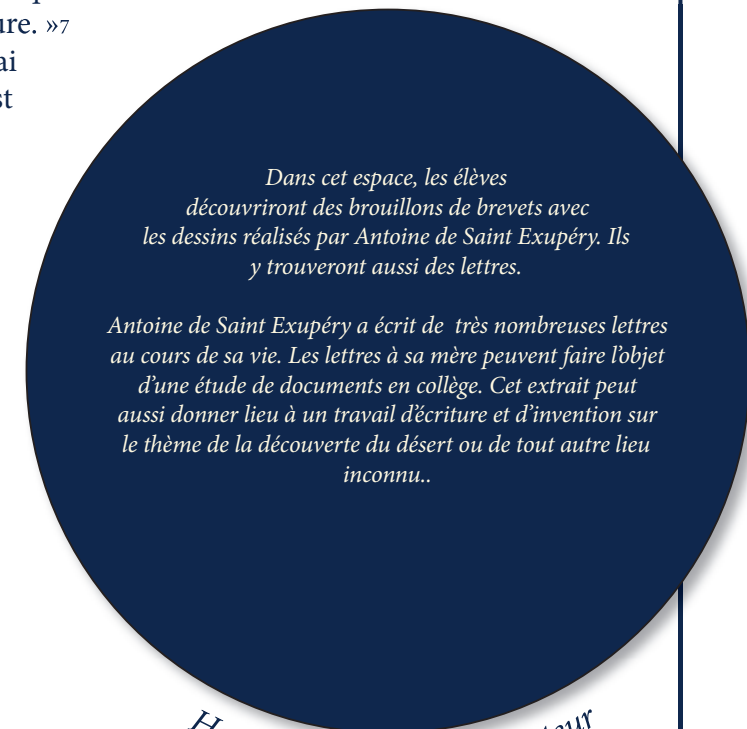 ure. »7
ai
st
Dans cet espace, les élèves
découvriront des brouillons de brevets avec
les dessins réalisés par Antoine de Saint Exupéry. Ils
y trouveront aussi des lettres.
Antoine de Saint Exupéry a écrit de  très nombreuses lettres
au cours de sa vie. Les lettres à sa mère peuvent faire l'objet
d'une étude de documents en collège. Cet extrait peut
aussi donner lieu à un travail d'écriture et d'invention sur
le thème de la découverte du désert ou de tout autre lieu
inconnu..